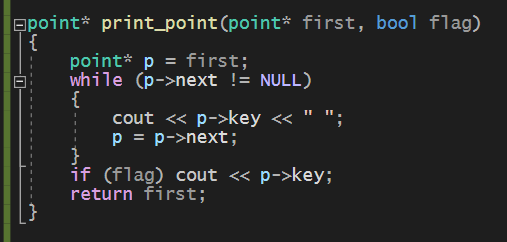 point* print_point(point* first, bool flag)
{
    point* p = first;
    while (p->next != NULL)
    {
        cout << p->key << " ";
        p = p->next;
    }
    if (flag) cout << p->key;
    return first;
}